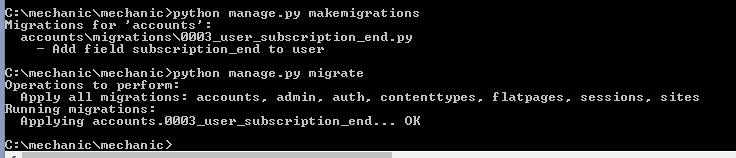 C:\mechanic\mechanic>python manage.py makemigrations
Migrations for 'accounts':
accounts\migrations\0003_user_subscription_end.py
- Add field subscription_end to user
C:\mechanic\mechanic>python manage.py migrate
Operations to perform:
Apply all migrations: accounts, admin, auth, contenttypes, flatpages, sessions, sites
Running migrations:
Applying accounts.0003_user_subscription_end... OK
C:\mechanic\mechanic>